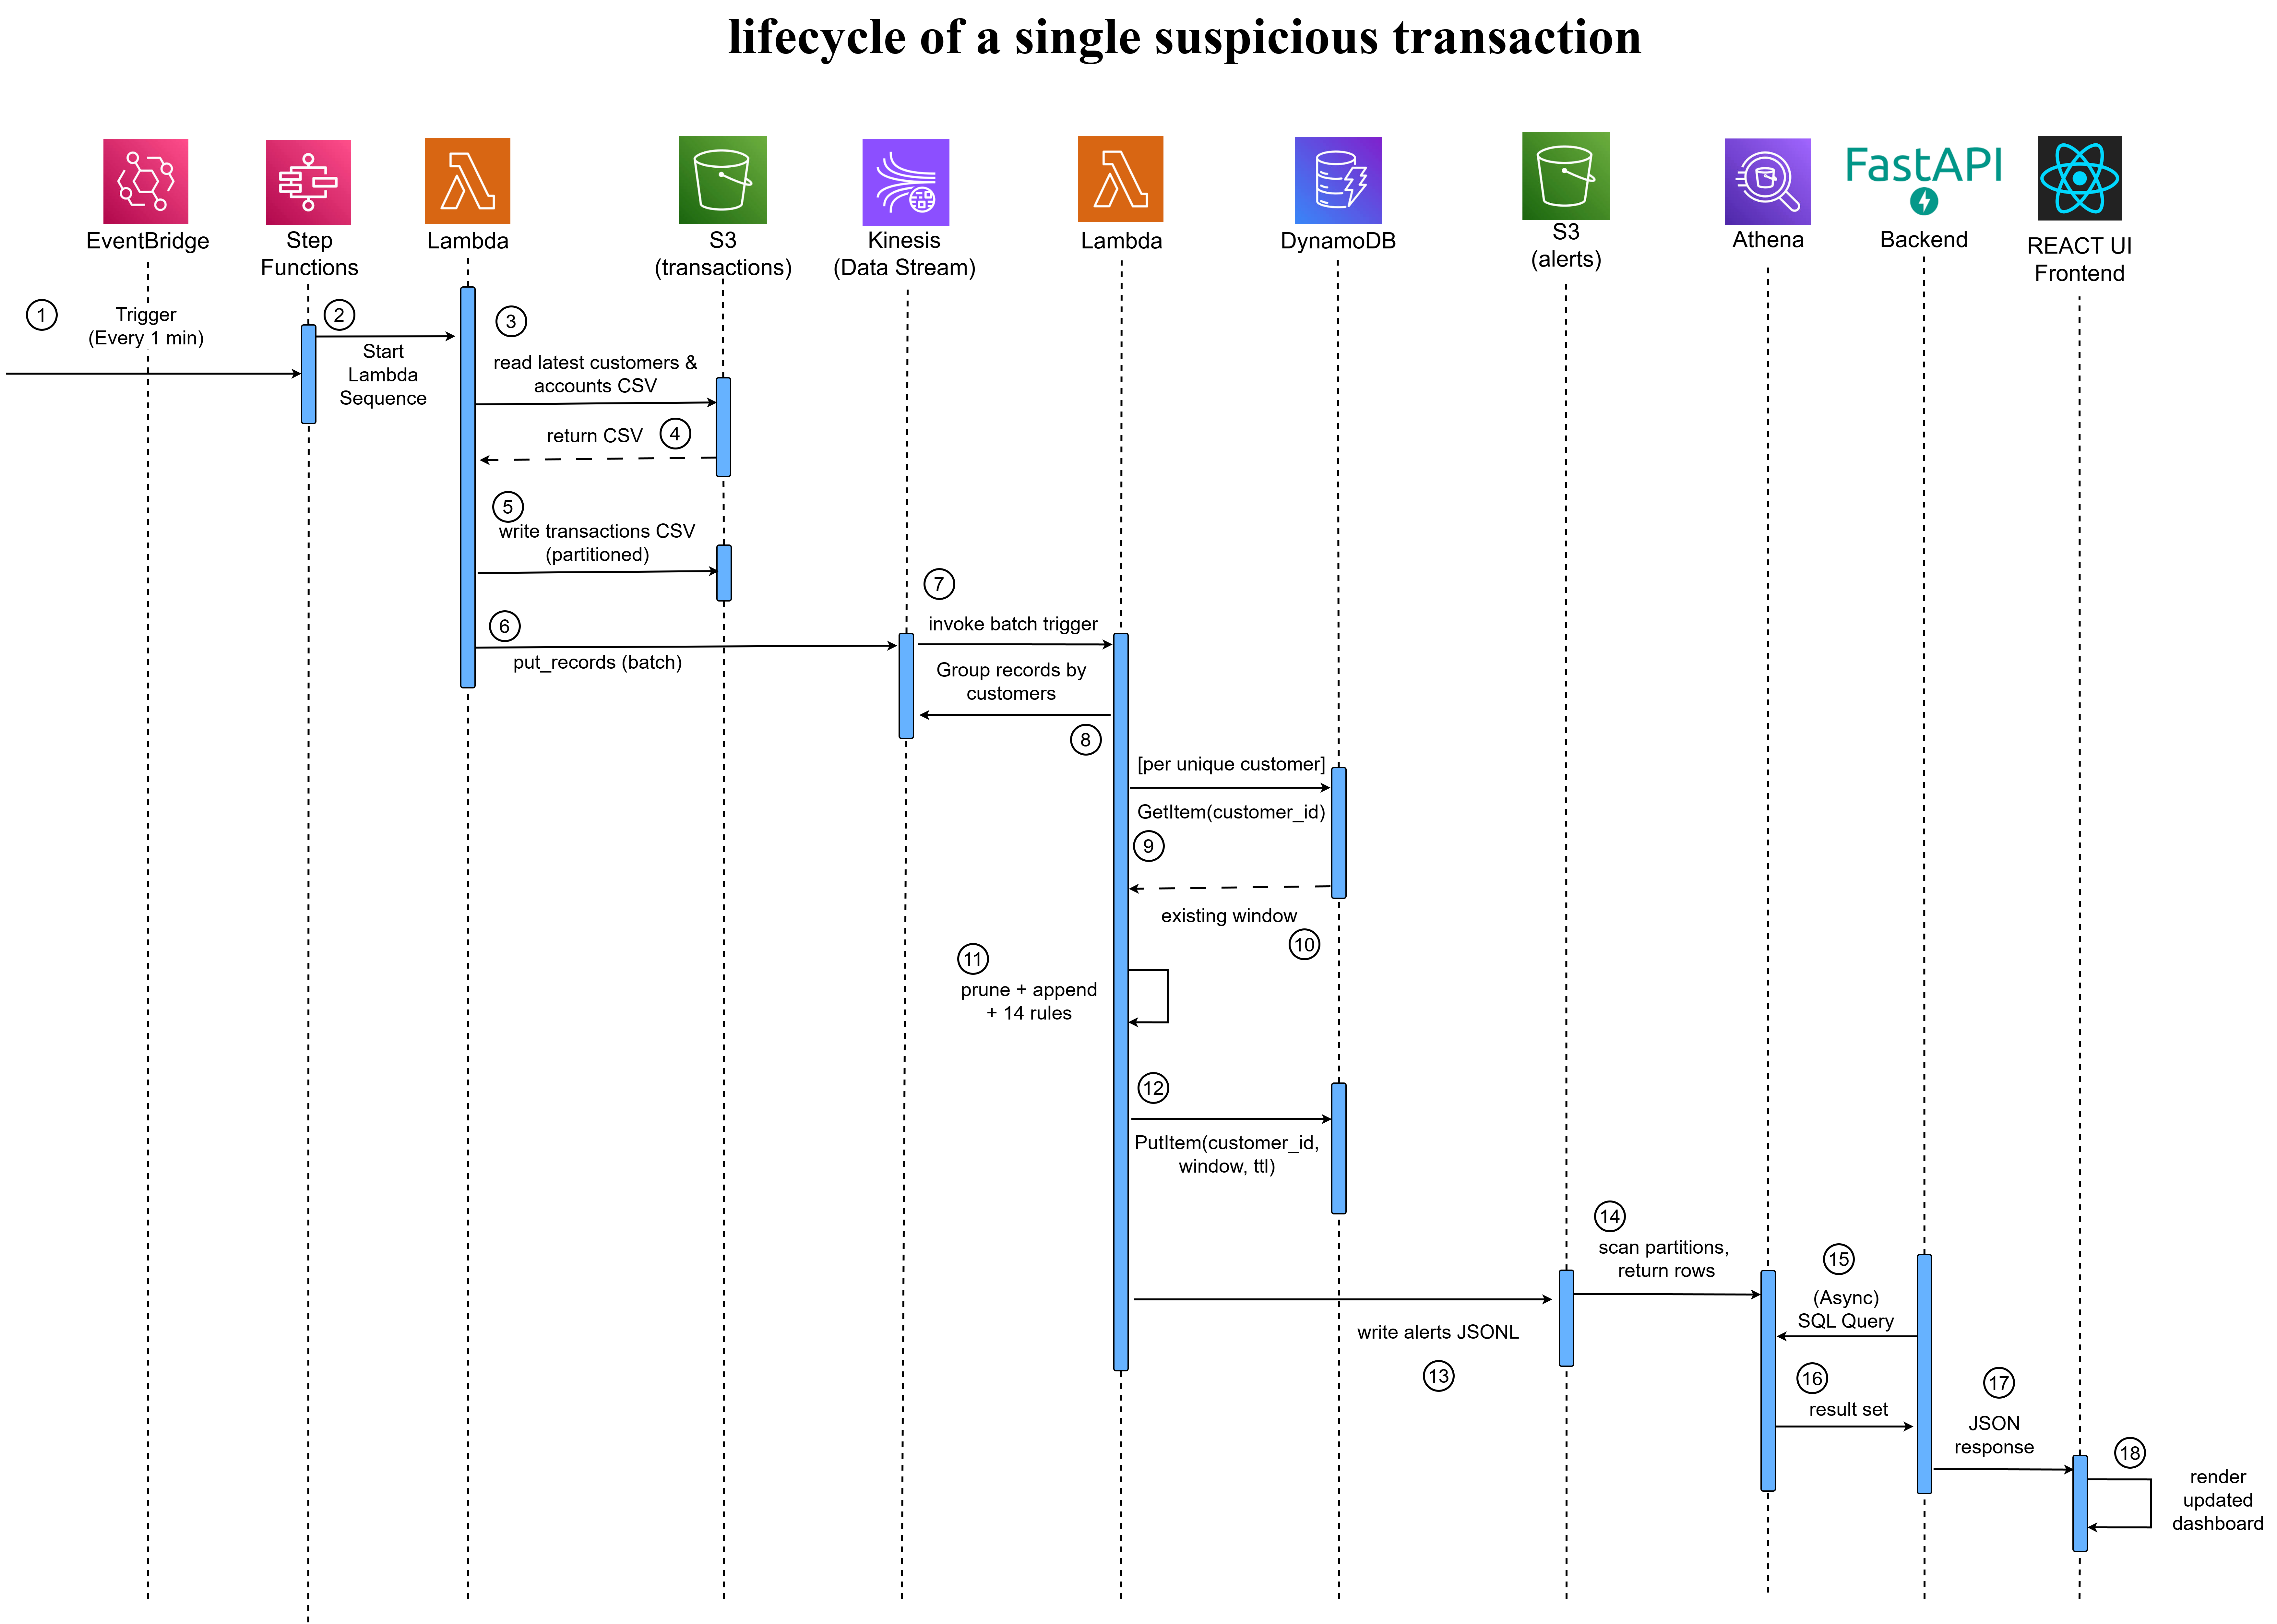 lifecycle of a single suspicious transaction
EventBridge
Step
Functions
Lambda
S3
(transactions)
Kinesis
(Data Stream)
Lambda
DynamoDB
S3
(alerts)
Athena
FastAPI
Backend
REACT UI
Frontend
1
Trigger
(Every 1 min)
2
Start
Lambda
Sequence
3
read latest customers &
accounts CSV
return CSV
4
5
write transactions CSV
(partitioned)
6
put_records (batch)
7
invoke batch trigger
Group records by
customers
8
[per unique customer]
GetItem(customer_id)
9
existing window
10
11
prune + append
+ 14 rules
12
PutItem(customer_id,
window, ttl)
write alerts JSONL
13
14
scan partitions,
return rows
15
(Async)
SQL Query
16
result set
17
JSON
response
18
render
updated
dashboard